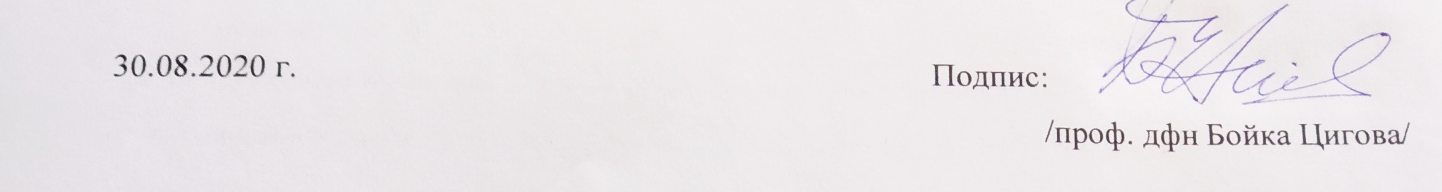 30.08.2020 г.
Подпис:
/проф. дфн Бойка Цигова/